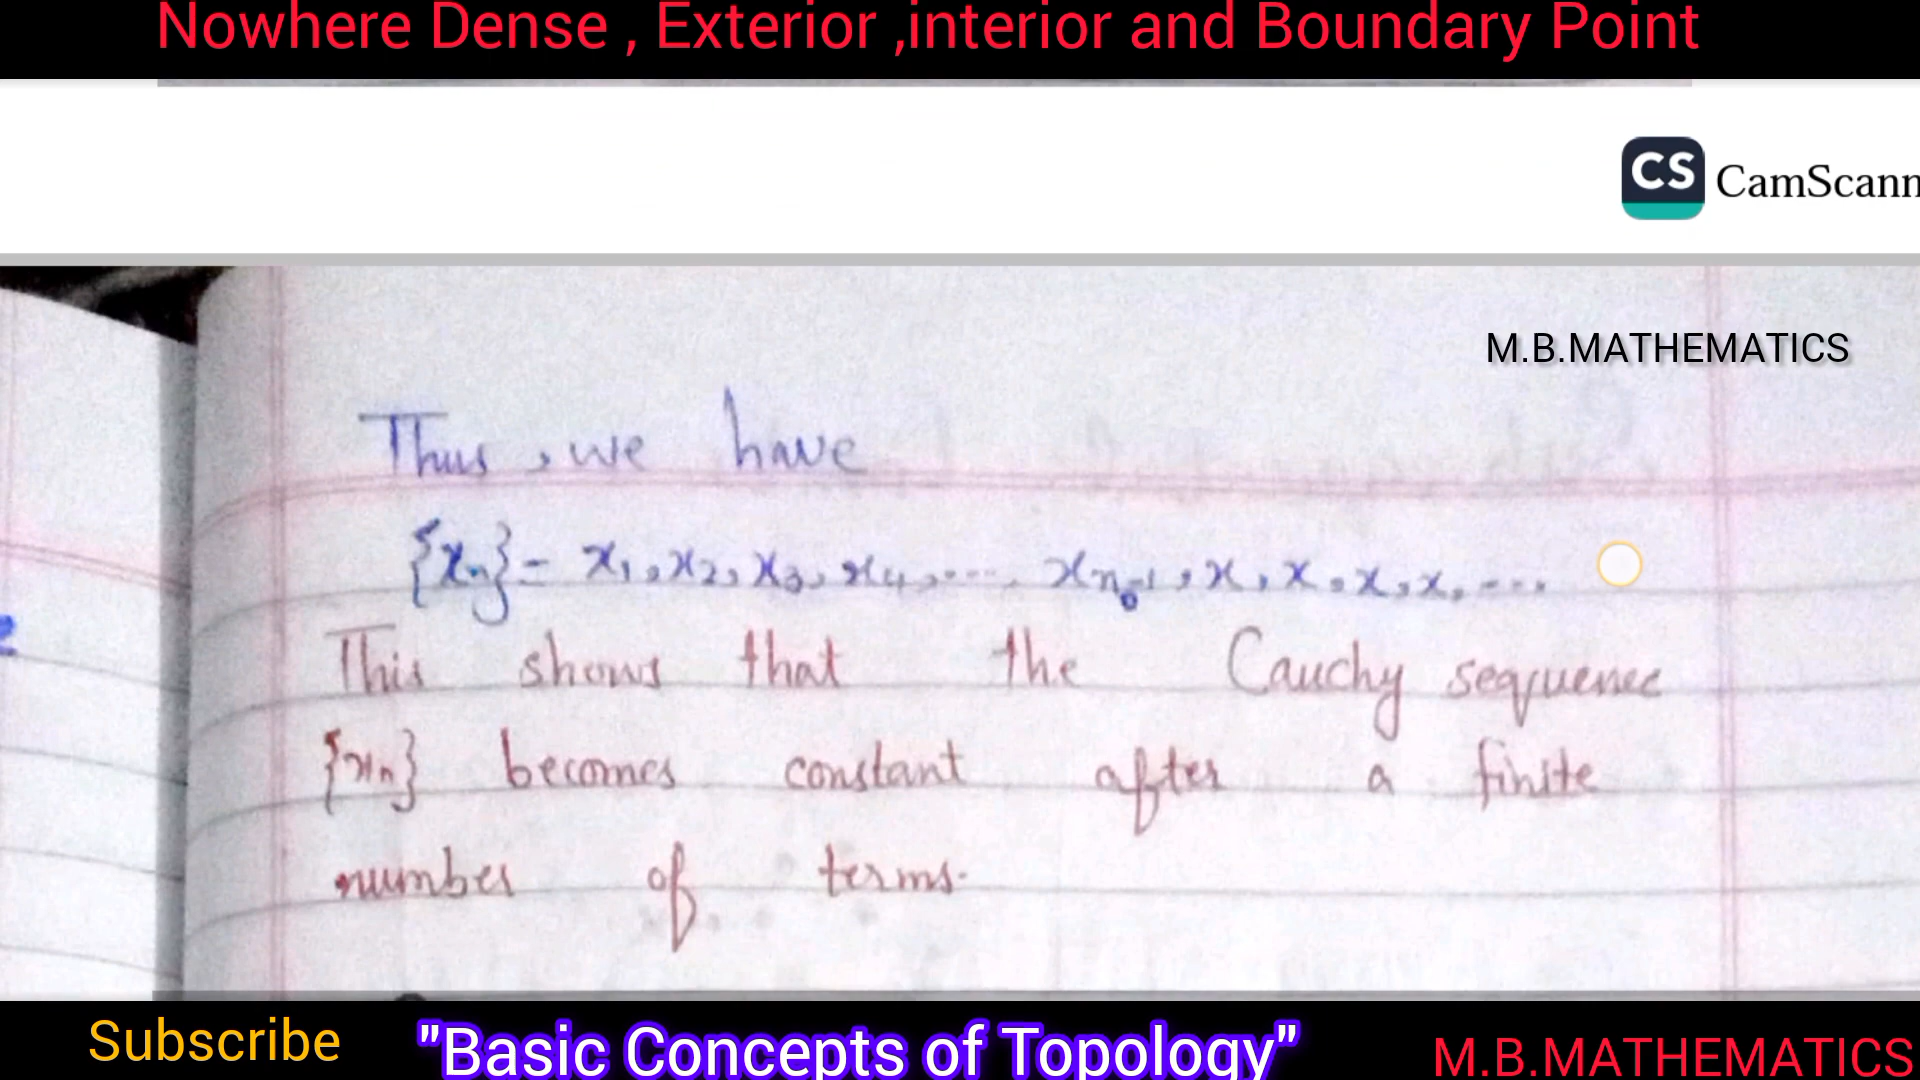 Nowhere Dense , Exterior ,interior and Boundary Point
CS CamScann
M.B.MATHEMATICS
Thus, we have
{xₙ} = x₁, x₂, x₃, x₄, .... xₙ₀₋₁, x, x, x, x, ....
This shows that the Cauchy sequence
{xₙ} becomes constant after a finite
number of terms.
Subscribe "Basic Concepts of Topology" M.B.MATHEMATICS